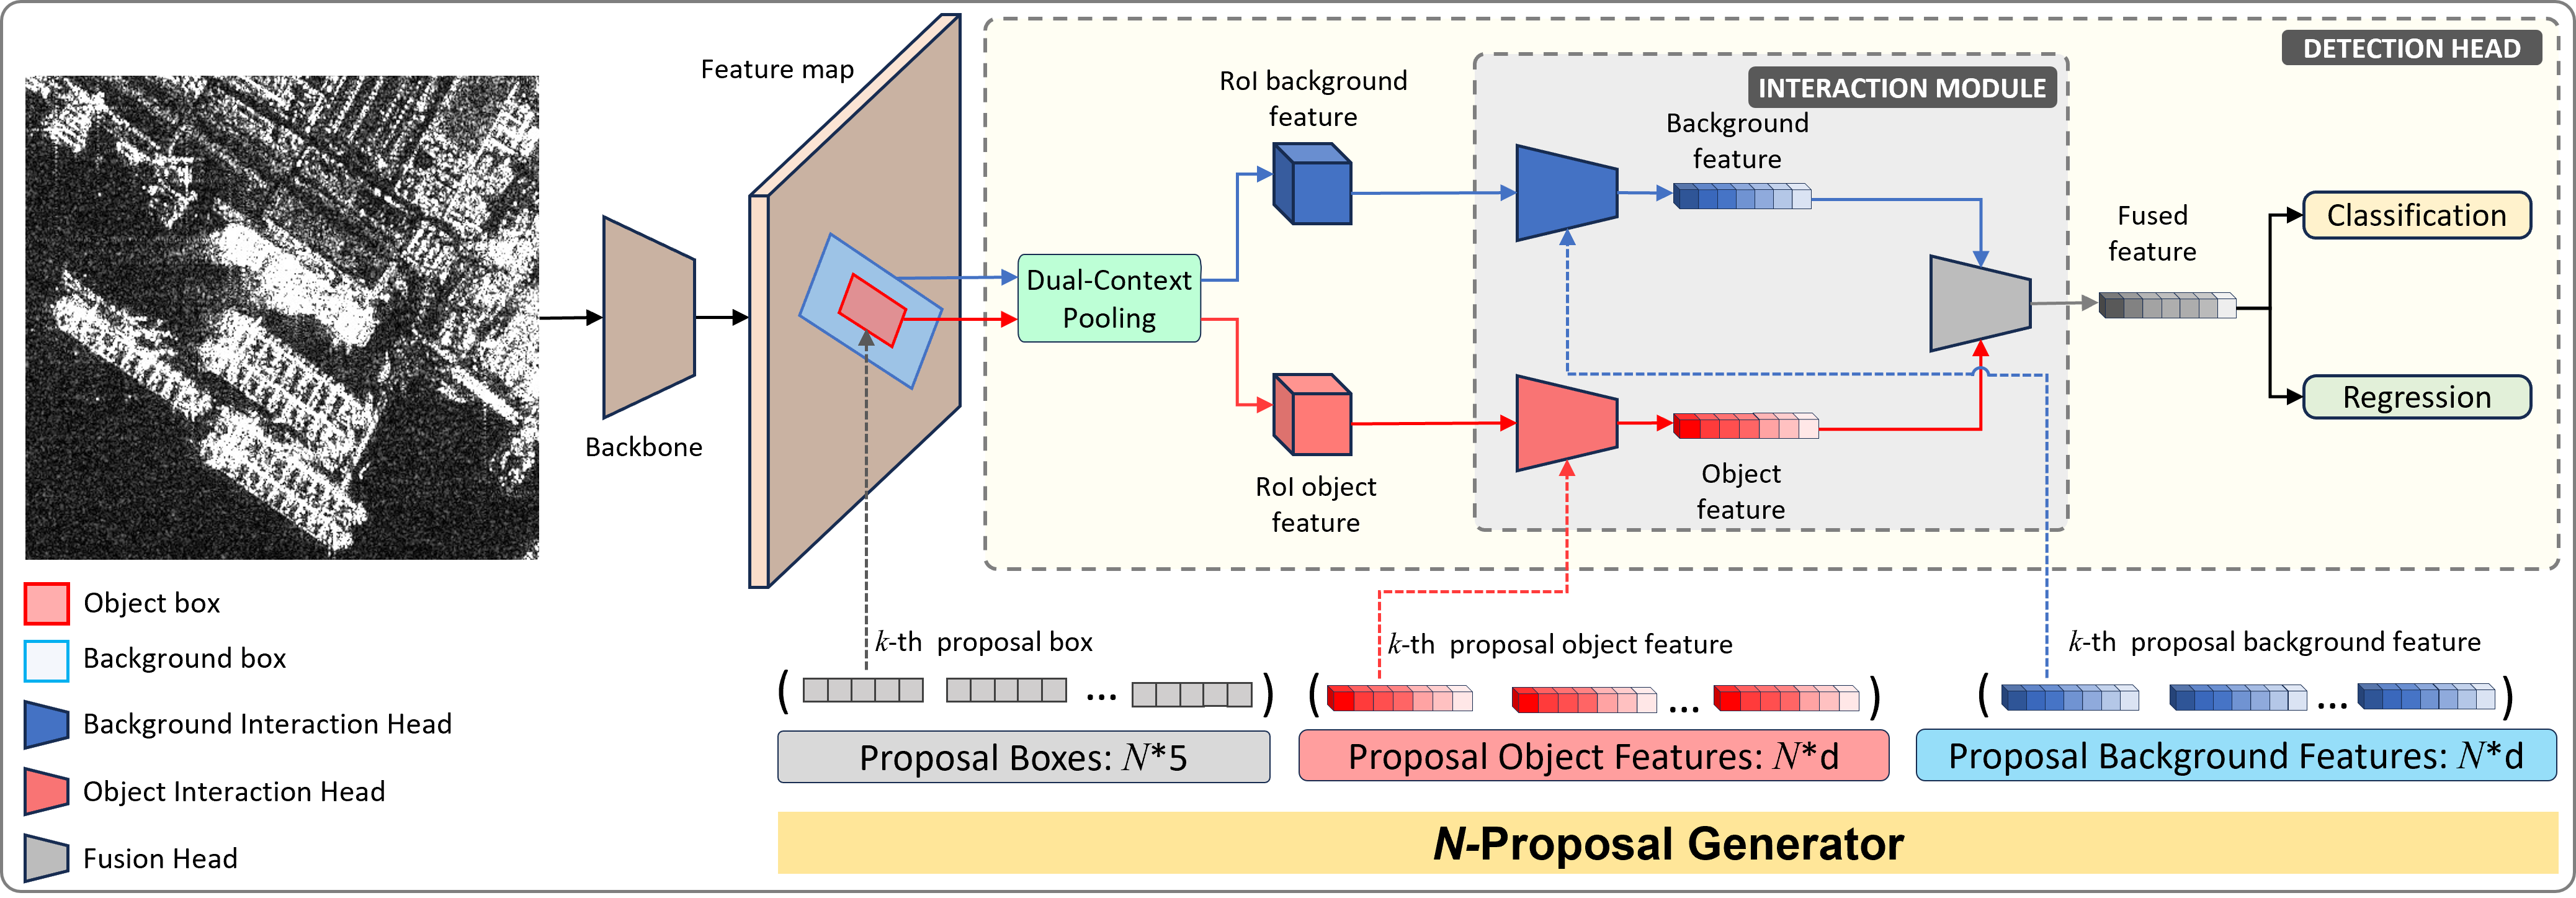 DETECTION HEAD
Feature map
RoI background
feature
INTERACTION MODULE
Background
feature
Fused
feature
Classification
Dual-Context
Pooling
Regression
Backbone
RoI object
feature
Object
feature
Object box
Background box
Background Interaction Head
Object Interaction Head
Fusion Head
k-th proposal box
k-th proposal object feature
k-th proposal background feature
( ... )
( ... )
( ... )
Proposal Boxes: N*5
Proposal Object Features: N*d
Proposal Background Features: N*d
N-Proposal Generator